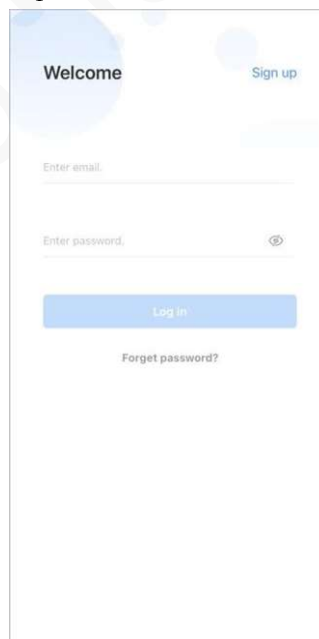 Welcome
Sign up
Enter email.
Enter password.
Log in
Forget password?